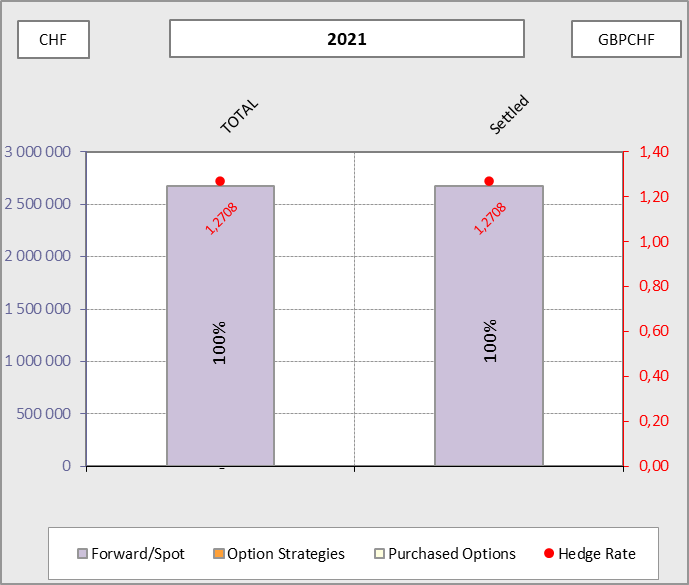 CHF
2021
GBPCHF
TOTAL
Settled
3 000 000
2 500 000
2 000 000
1 500 000
1 000 000
500 000
0
1,40
1,20
1,00
0,80
0,60
0,40
0,20
0,00
1,2708
1,2708
100%
100%
Forward/Spot
Option Strategies
Purchased Options
Hedge Rate